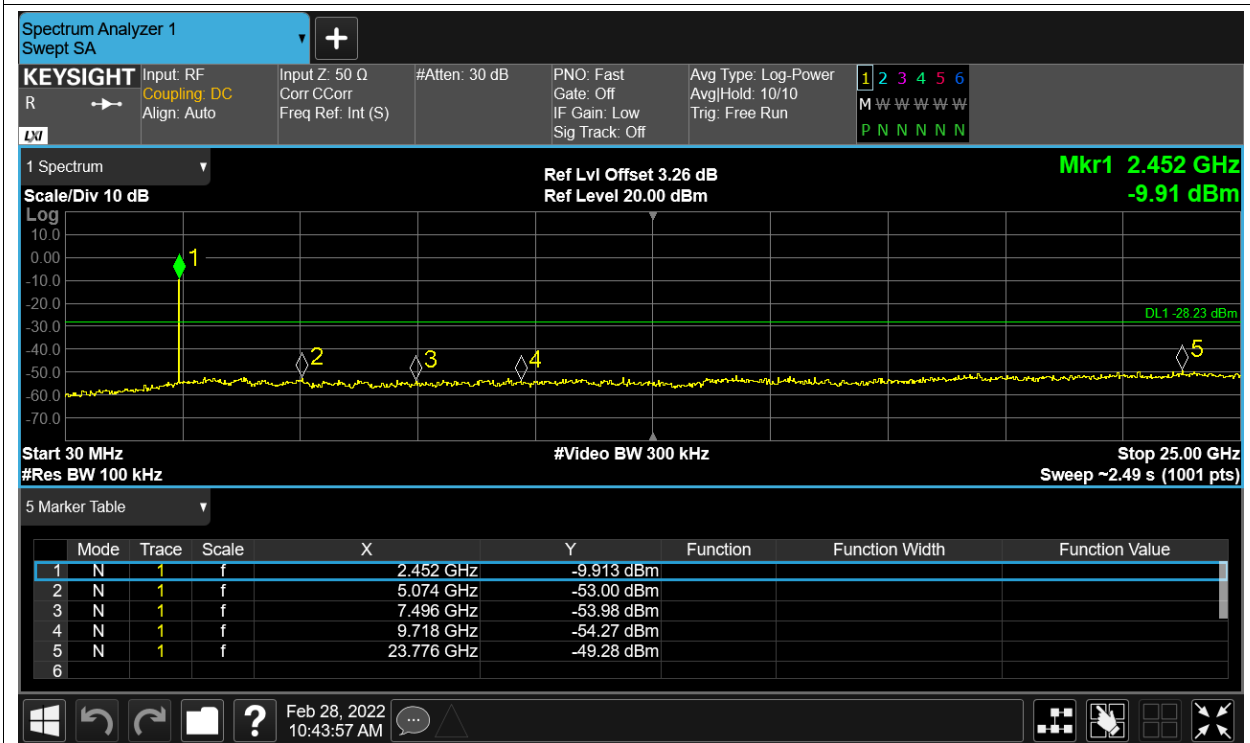 Spectrum Analyzer 1
Swept SA
KEYSIGHT
R
LXI
Input: RF
Coupling: DC
Align: Auto
Input Z: 50 Ω
Corr CCorr
Freq Ref: Int (S)
#Atten: 30 dB
PNO: Fast
Gate: Off
IF Gain: Low
Sig Track: Off
Avg Type: Log-Power
Avg|Hold: 10/10
Trig: Free Run
1 2 3 4 5 6
M W W W W W
P N N N N N
1 Spectrum
Scale/Div 10 dB
Ref Lvl Offset 3.26 dB
Ref Level 20.00 dBm
Mkr1 2.452 GHz
-9.91 dBm
Log
10.0
0.00
-10.0
-20.0
-30.0
-40.0
-50.0
-60.0
-70.0
1
2
3
4
5
DL1 -28.23 dBm
Start 30 MHz
#Res BW 100 kHz
#Video BW 300 kHz
Stop 25.00 GHz
Sweep ~2.49 s (1001 pts)
5 Marker Table
Mode Trace Scale X Y Function Function Width Function Value
1 N 1 f 2.452 GHz -9.913 dBm
2 N 1 f 5.074 GHz -53.00 dBm
3 N 1 f 7.496 GHz -53.98 dBm
4 N 1 f 9.718 GHz -54.27 dBm
5 N 1 f 23.776 GHz -49.28 dBm
6
?
Feb 28, 2022
10:43:57 AM